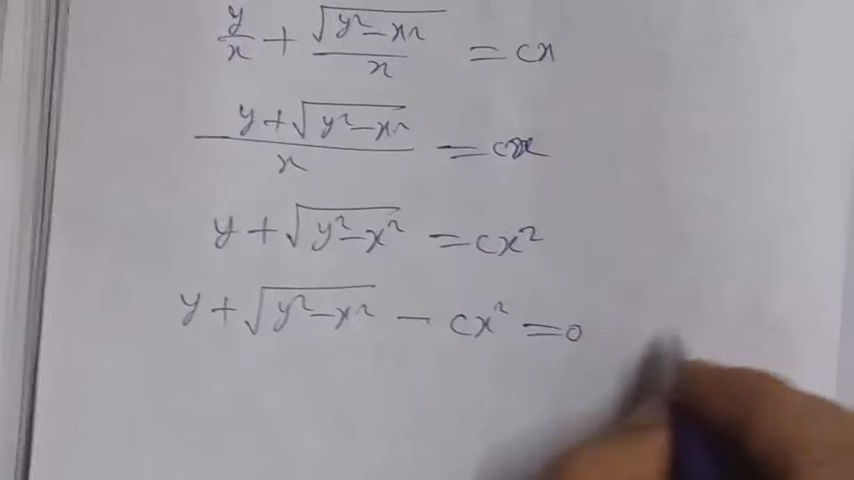 y/x + √(y²-x²)/x = cx
y+√(y²-x²)/x = cx
y + √(y²-x²) = cx²
y + √(y²-x²) - cx² = 0